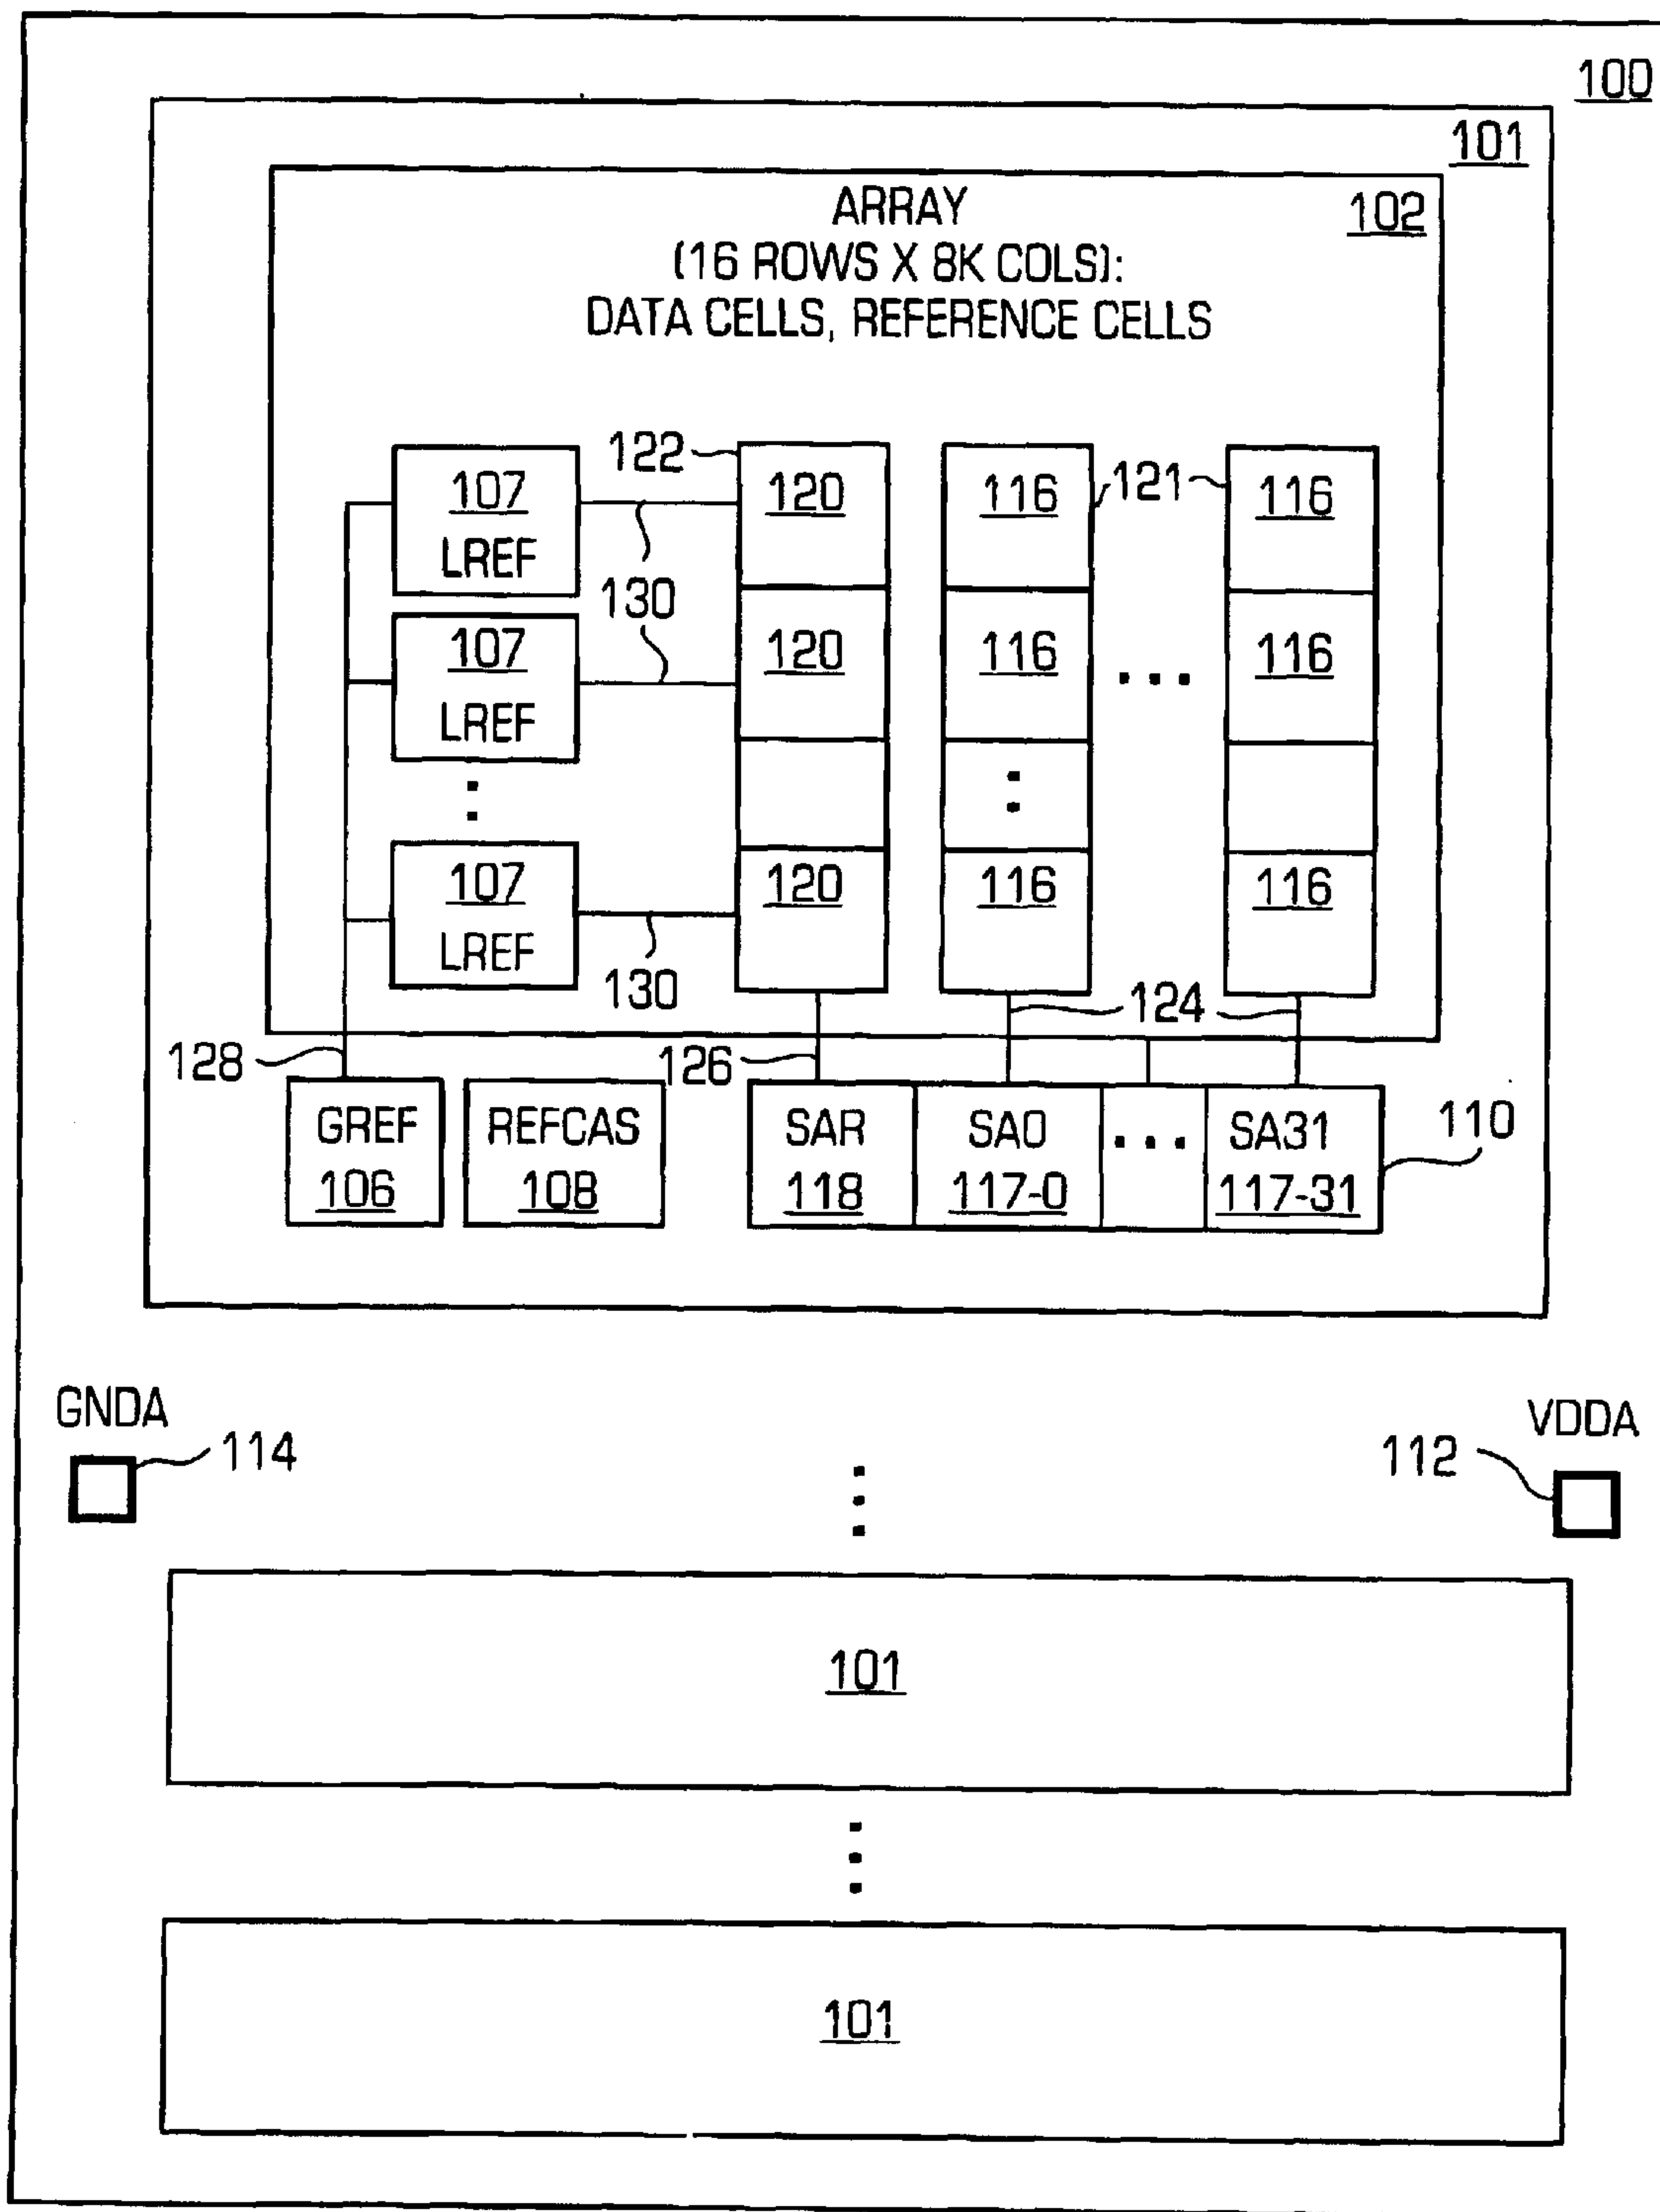 100
101
ARRAY
102
(16 ROWS X 8K COLS):
DATA CELLS, REFERENCE CELLS
122
107
LREF
120
116
121
116
130
107
LREF
120
116
...
116
:
:
107
LREF
120
116
116
130
124
128
126
GREF
106
REFCAS
108
SAR
118
SA0
117-0
...
SA31
117-31
110
GNDA
VDDA
114
112
101
101